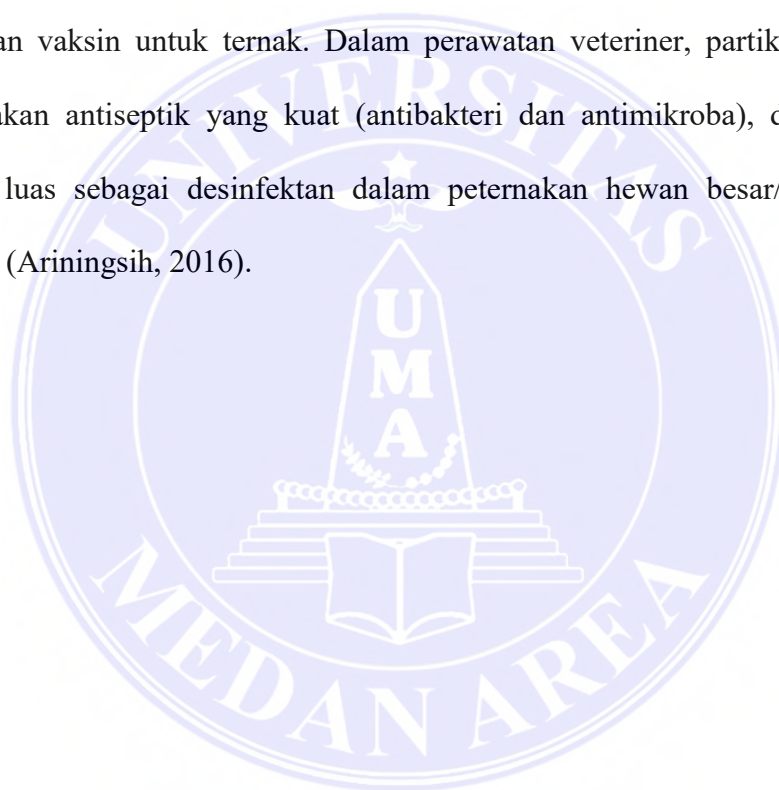 an vaksin untuk ternak. Dalam perawatan veteriner, partik
akan antiseptik yang kuat (antibakteri dan antimikroba), d
luas sebagai desinfektan dalam peternakan hewan besar/
(Ariningsih, 2016).
UNIVERSITAS
UMA
MEDAN AREA